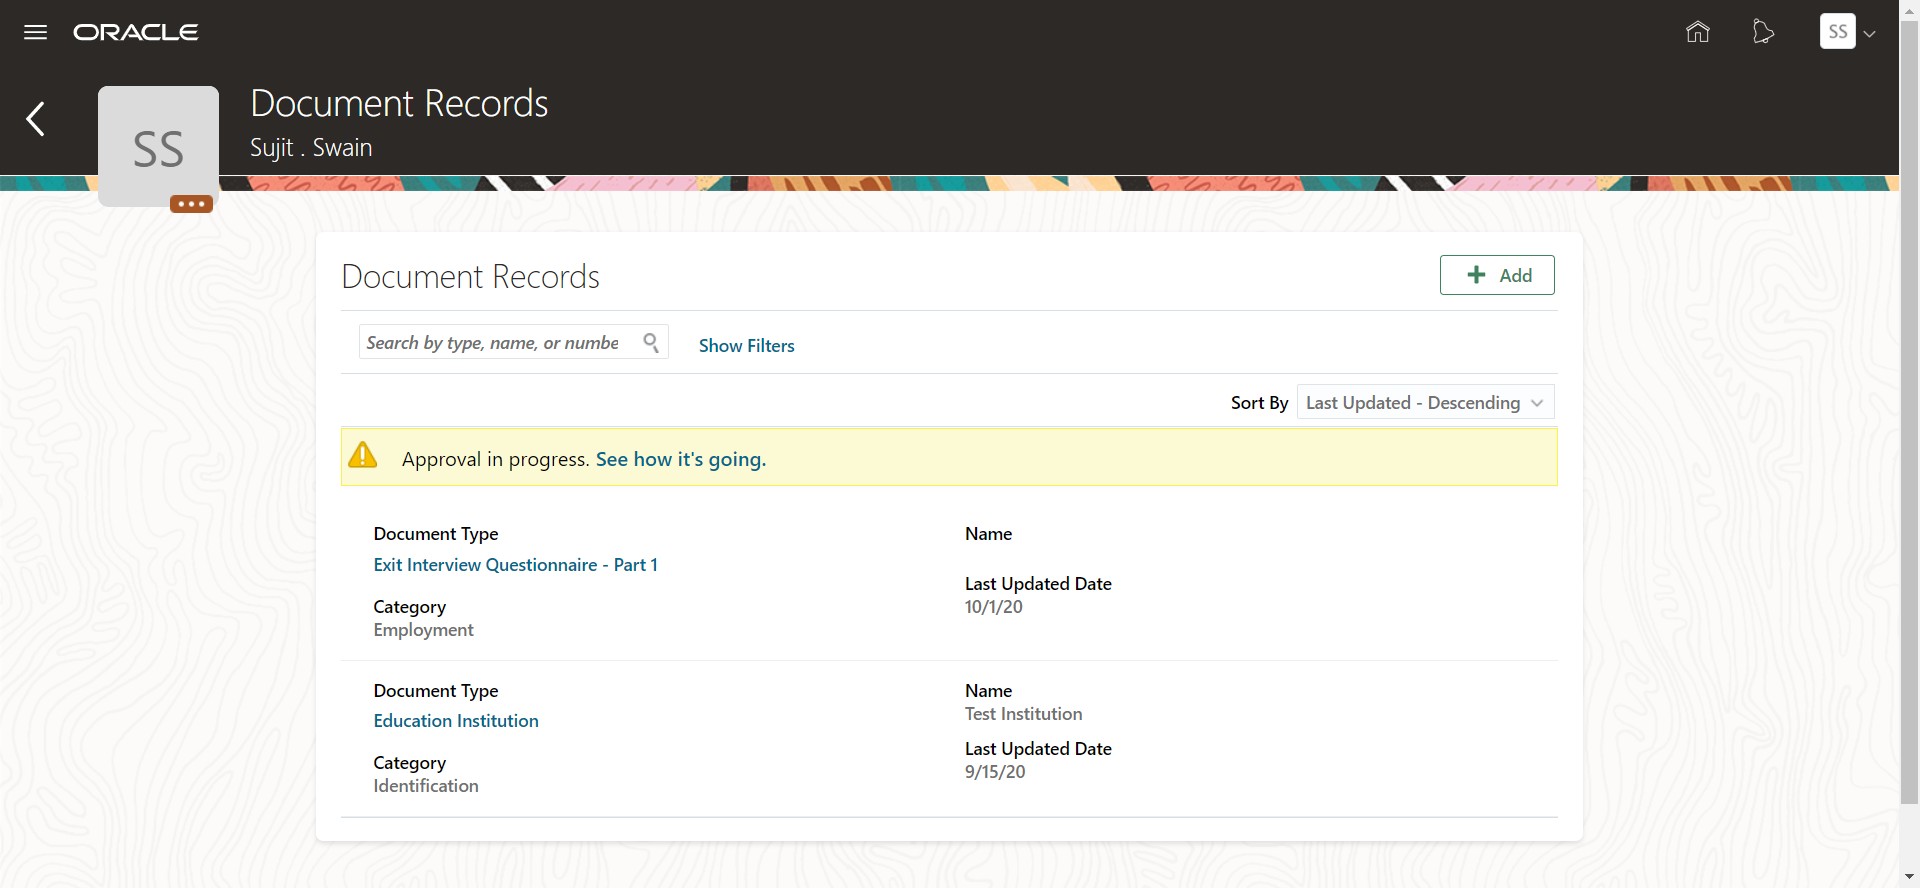 ORACLE
SS
SS
Document Records
Sujit . Swain
Document Records
Add
Search by type, name, or numbe
Show Filters
Sort By Last Updated - Descending
Approval in progress. See how it's going.
Document Type
Exit Interview Questionnaire - Part 1
Category
Employment
Name
Last Updated Date
10/1/20
Document Type
Education Institution
Category
Identification
Name
Test Institution
Last Updated Date
9/15/20